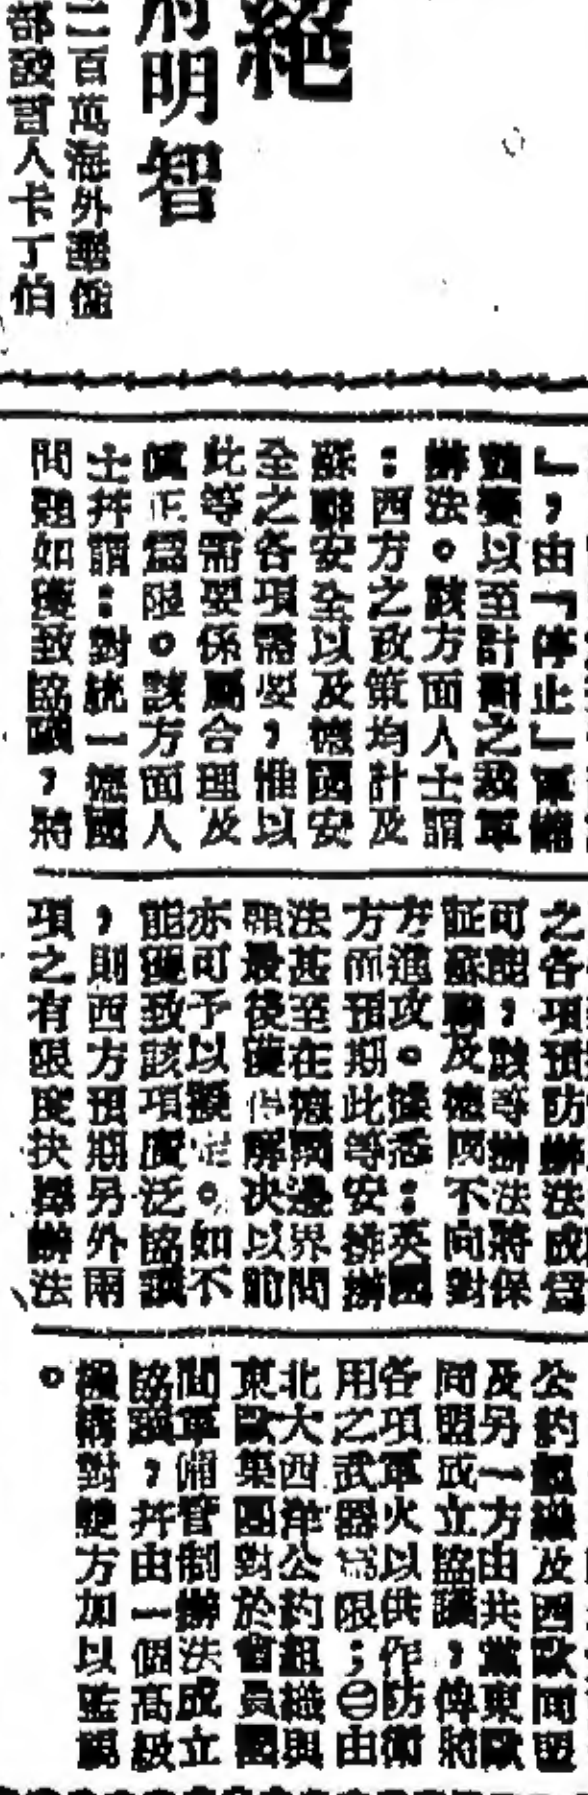 絕
府明智
二百萬海外華僑
部發言人卡丁伯
」，由「停止」軍備
競賽以至計劃之裁軍
辦法。該方面人士謂
：西方之政策均計及
蘇聯安全以及德國安
全之各項需要，惟以
此等需要係屬合理及
真正為限。該方面人
士幷謂：對統一德國
問題如獲致協議，將
之各項預防辦法成為
可能，該等辦法將保
証蘇聯及德國不向對
方進攻。據悉：英國
方面預期此等安排辦
法甚至在德國邊界問
題最後獲得解決以前
亦可予以擬定。如不
能獲致該項廣泛協議
，則西方預期另外兩
項之有限度抉擇辦法
公約組織及西歐同盟
及另一方由共黨東歐
同盟成立協議，俾將
各項軍火以供作防衛
用之武器為限；㊁由
北大西洋公約組織與
東歐集團對於會員國
間軍備管制辦法成立
協議，幷由一個高級
機構對雙方加以監視
。